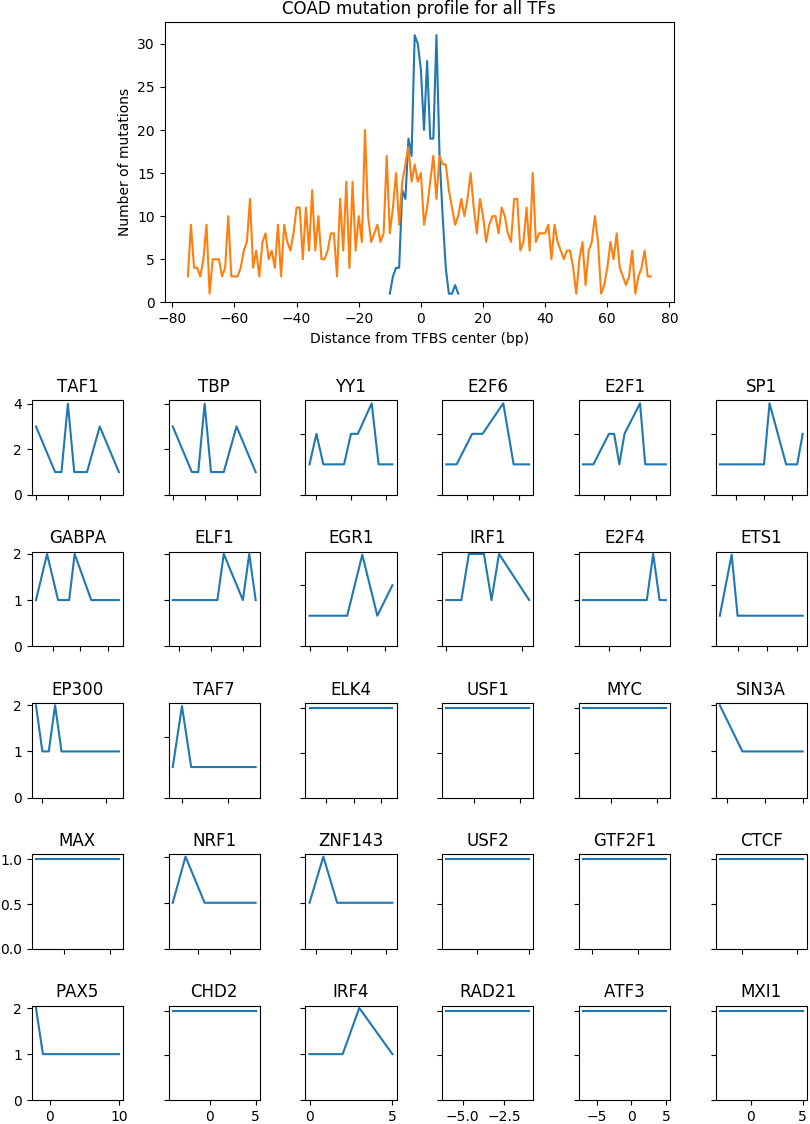 COAD mutation profile for all TFs
Number of mutations
30
25
20
15
10
5
0
−80 −60 −40 −20 0 20 40 60 80
Distance from TFBS center (bp)
TAF1 TBP YY1 E2F6 E2F1 SP1
4
2
0
GABPA ELF1 EGR1 IRF1 E2F4 ETS1
2
1
0
EP300 TAF7 ELK4 USF1 MYC SIN3A
2
1
0
MAX NRF1 ZNF143 USF2 GTF2F1 CTCF
1.0
0.5
0.0
PAX5 CHD2 IRF4 RAD21 ATF3 MXI1
2
1
0
0 10 0 5 0 5 −5.0 −2.5 −5 0 5 0 5